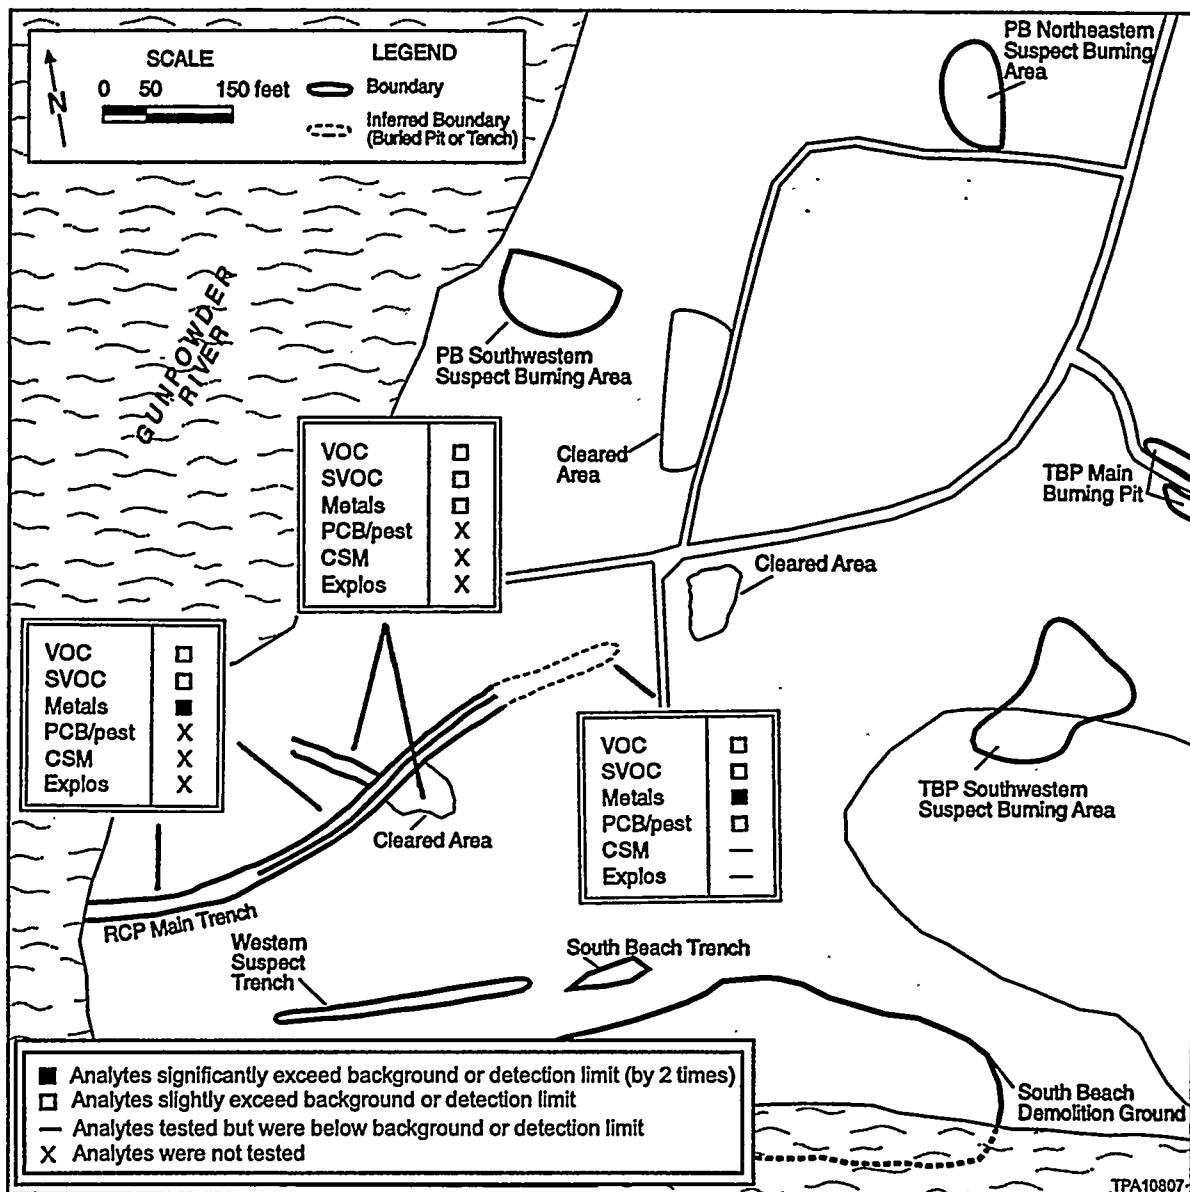 PB Northeastern
Suspect Burning
Area
SCALE
0 50 150 feet
N
LEGEND
Boundary
Inferred Boundary
(Buried Pit or Tench)
GUNPOWDER
RIVER
PB Southwestern
Suspect Burning Area
Cleared
Area
TBP Main
Burning Pit
VOC □
SVOC □
Metals □
PCB/pest X
CSM X
Explos X
Cleared Area
VOC □
SVOC □
Metals ■
PCB/pest X
CSM X
Explos X
VOC □
SVOC □
Metals ■
PCB/pest □
CSM —
Explos —
TBP Southwestern
Suspect Burning Area
Cleared Area
RCP Main Trench
Western
Suspect
Trench
South Beach Trench
■ Analytes significantly exceed background or detection limit (by 2 times)
□ Analytes slightly exceed background or detection limit
— Analytes tested but were below background or detection limit
X Analytes were not tested
South Beach
Demolition Ground
TPA10807